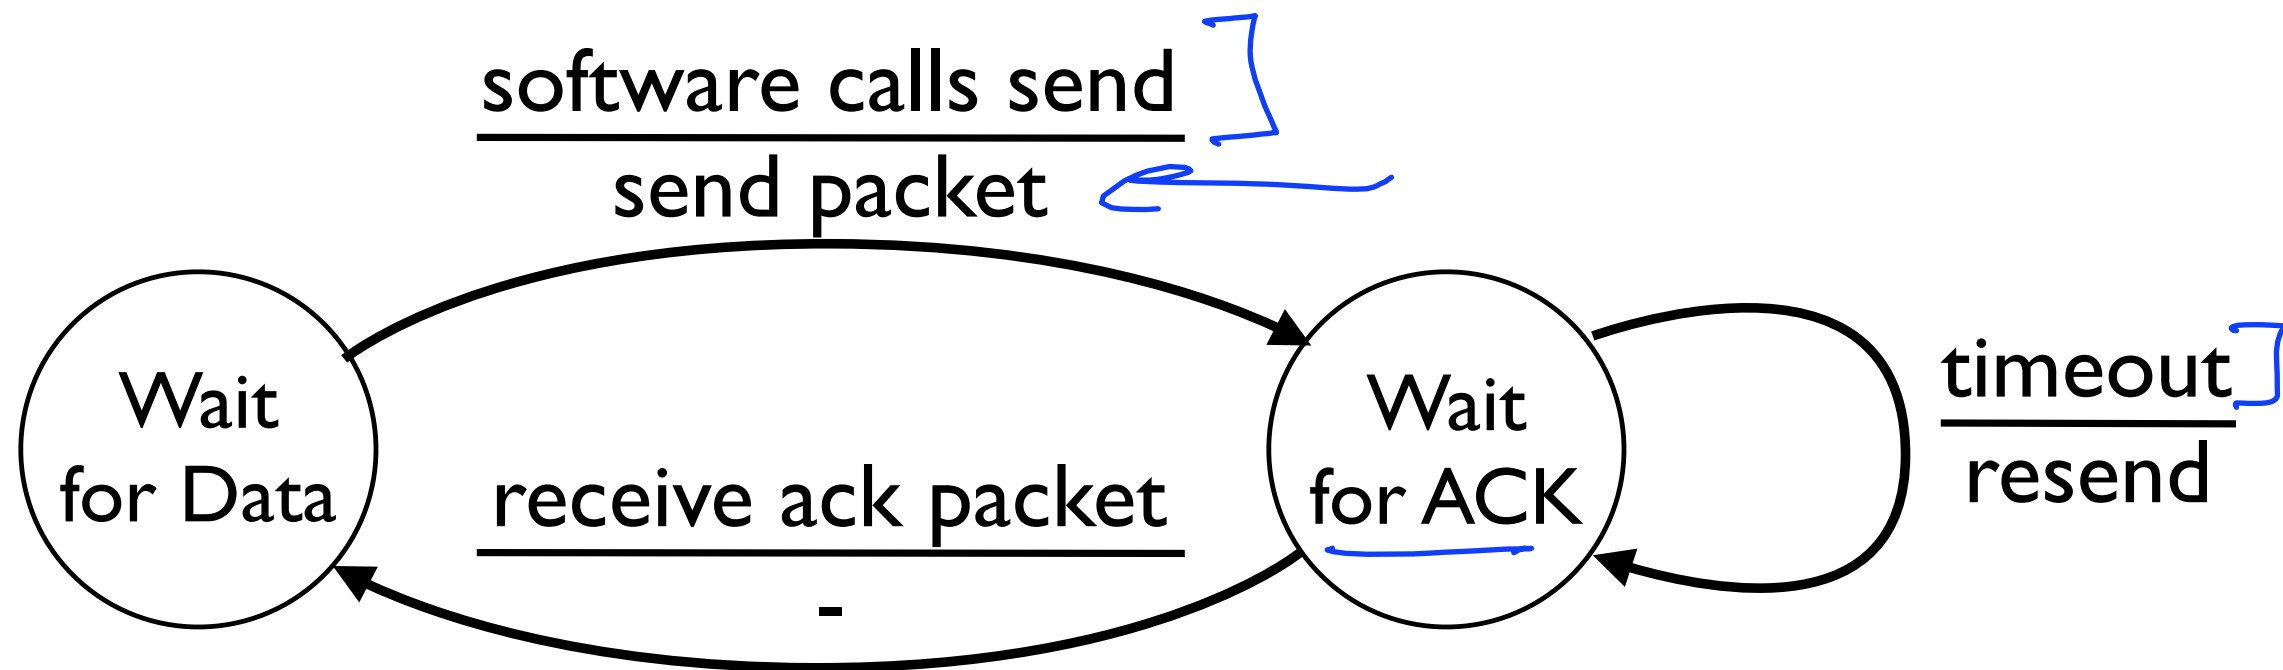 software calls send
send packet
Wait
for Data
receive ack packet
-
Wait
for ACK
timeout
resend